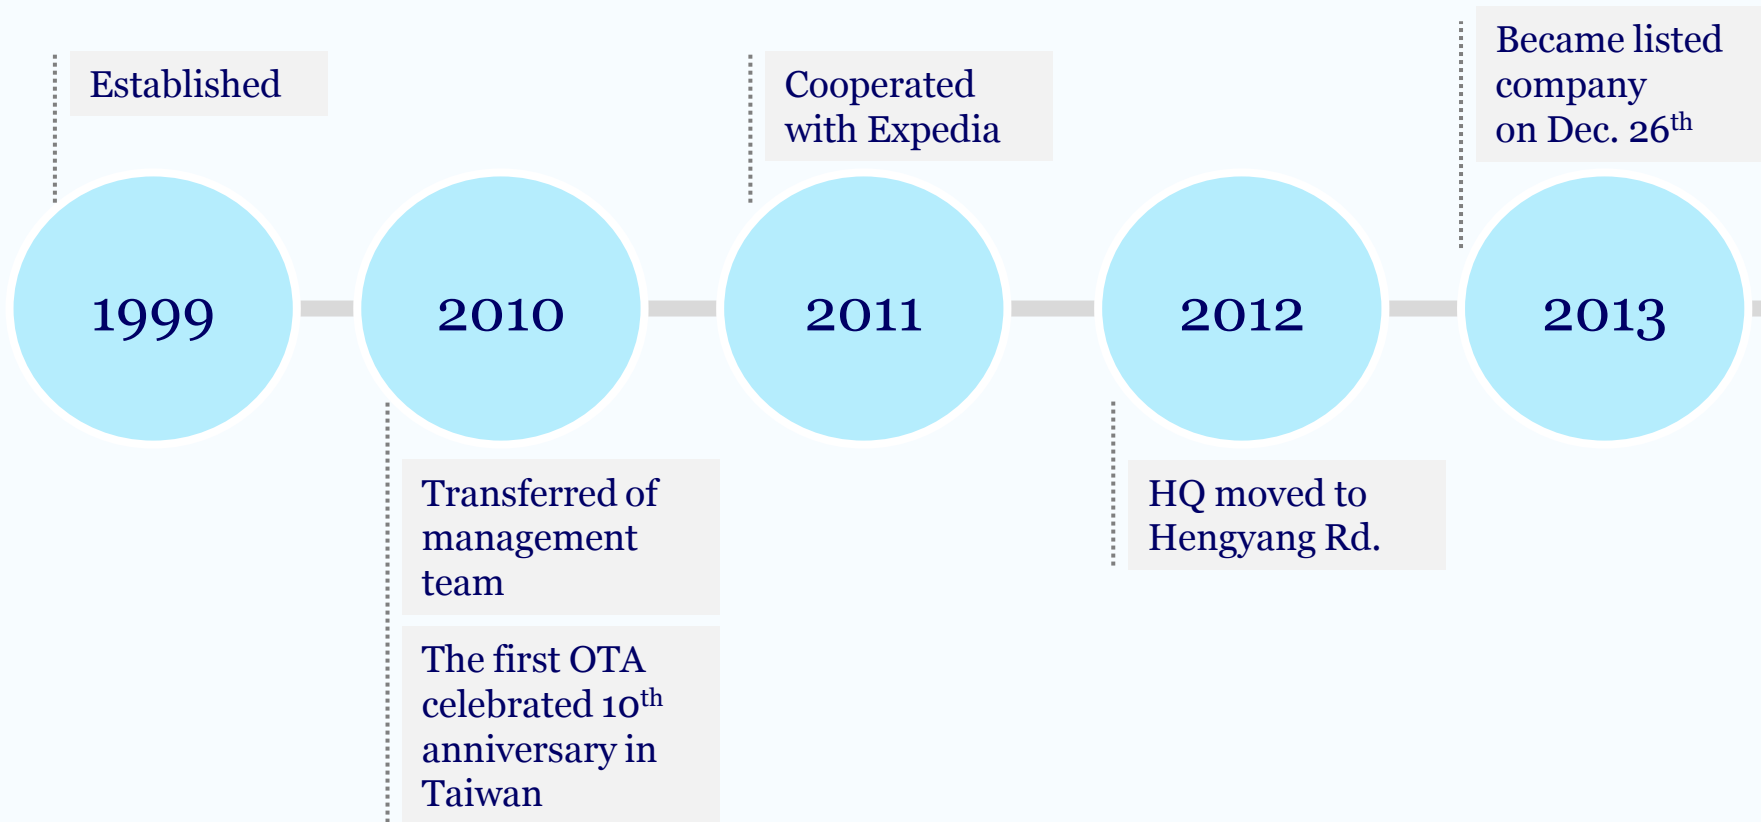 Established
Cooperated
with Expedia
Became listed
company
on Dec. 26th
1999
2010
2011
2012
2013
Transferred of
management
team
The first OTA
celebrated 10th
anniversary in
Taiwan
HQ moved to
Hengyang Rd.